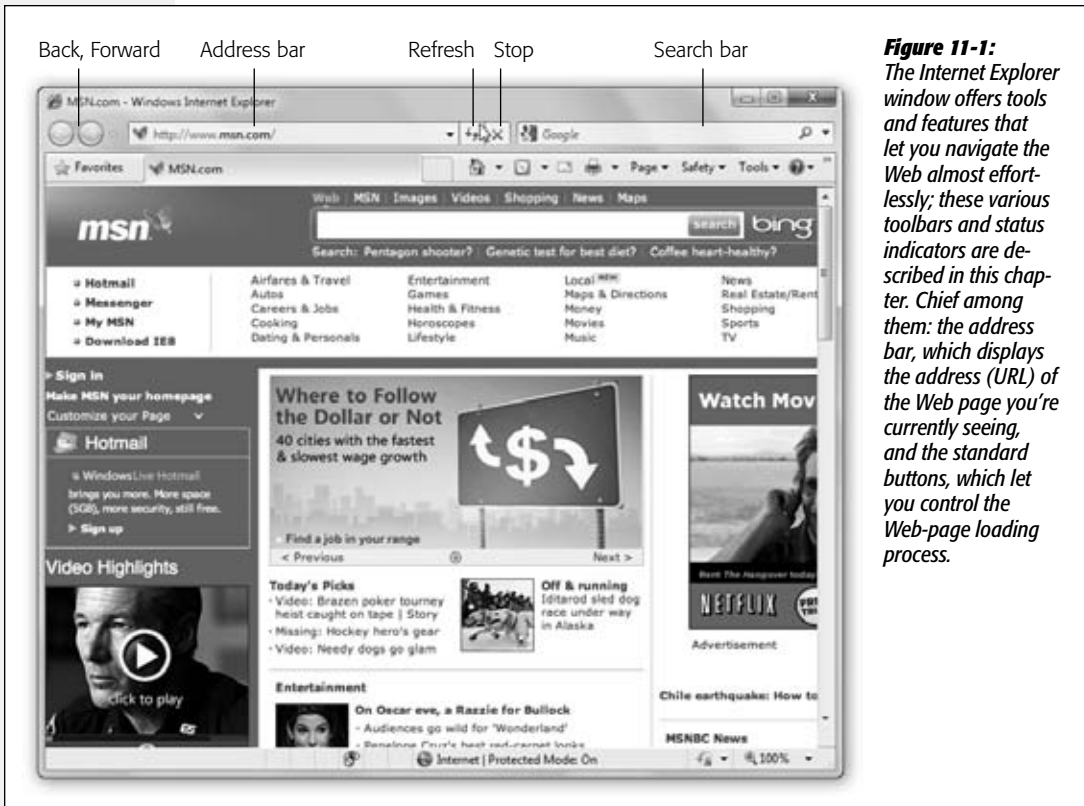 Back, Forward Address bar Refresh Stop Search bar
MSN.com - Windows Internet Explorer
http://www.msn.com/
Google
Favorites MSN.com
Page Safety Tools
Web MSN Images Videos Shopping News Maps
msn
search bing
Search: Pentagon shooter? Genetic test for best diet? Coffee heart-healthy?
Hotmail
Messenger
My MSN
Download IE8
Airfares & Travel
Autos
Careers & Jobs
Cooking
Dating & Personals
Entertainment
Games
Health & Fitness
Horoscopes
Lifestyle
Local NEW
Maps & Directions
Money
Movies
Music
News
Real Estate/Rent
Shopping
Sports
TV
Sign in
Make MSN your homepage
Customize your Page
Hotmail
Windows Live Hotmail
brings you more. More space
(5GB), more security, still free.
Sign up
Video Highlights
click to play
Where to Follow
the Dollar or Not
40 cities with the fastest
& slowest wage growth
$
Find a job in your range
< Previous Next >
Today's Picks
· Video: Brazen poker tourney
heist caught on tape | Story
· Missing: Hockey hero's gear
· Video: Needy dogs go glam
Off & running
Iditarod sled dog
race under way
in Alaska
Entertainment
On Oscar eve, a Razzie for Bullock
- Audiences go wild for 'Wonderland'
- Penelope Cruz's best red-carpet looks
Watch Mov
Rent The Hangover today
NETFLIX
Advertisement
Chile earthquake: How to
MSNBC News
Internet | Protected Mode: On
100%
Figure 11-1:
The Internet Explorer
window offers tools
and features that
let you navigate the
Web almost effort-
lessly; these various
toolbars and status
indicators are de-
scribed in this chap-
ter. Chief among
them: the address
bar, which displays
the address (URL) of
the Web page you're
currently seeing,
and the standard
buttons, which let
you control the
Web-page loading
process.